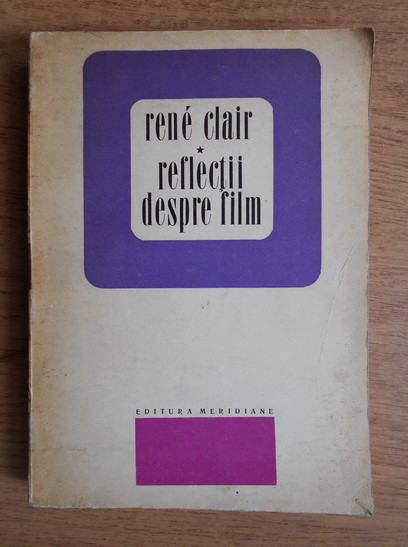 rené clair
★
reflecții
despre film
EDITURA MERIDIANE